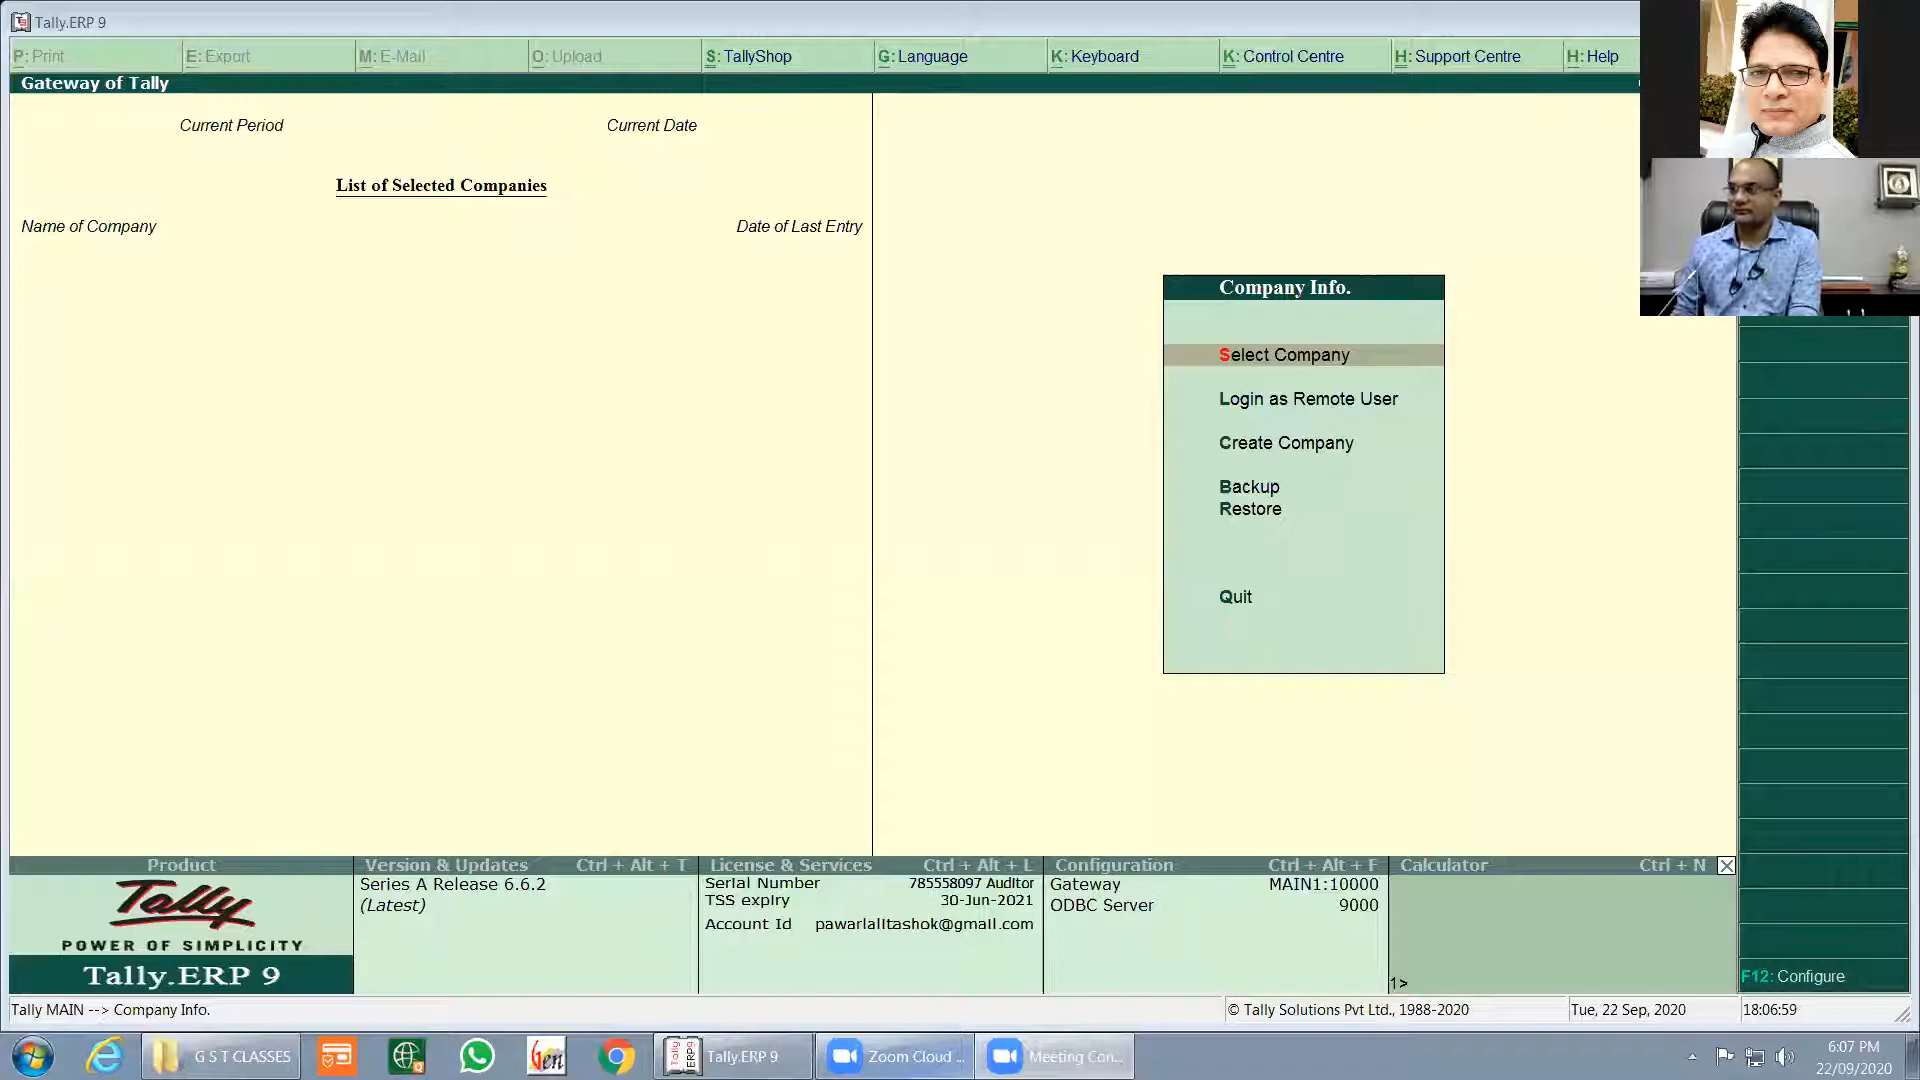 Tally.ERP 9
P: Print
E: Export
M: E-Mail
O: Upload
S: TallyShop
G: Language
K: Keyboard
K: Control Centre
H: Support Centre
H: Help
Gateway of Tally
Current Period
Current Date
List of Selected Companies
Name of Company
Date of Last Entry
Company Info.
Select Company
Login as Remote User
Create Company
Backup
Restore
Quit
Product
Tally
POWER OF SIMPLICITY
Tally.ERP 9
Version & Updates Ctrl + Alt + T
Series A Release 6.6.2
(Latest)
License & Services Ctrl + Alt + L
Serial Number 785558097 Auditor
TSS expiry 30-Jun-2021
Account Id pawarlalitashok@gmail.com
Configuration Ctrl + Alt + F
Gateway MAIN1:10000
ODBC Server 9000
Calculator Ctrl + N
1>
F12: Configure
Tally MAIN --> Company Info.
© Tally Solutions Pvt Ltd., 1988-2020
Tue, 22 Sep, 2020
18:06:59
G S T CLASSES
Gen
Tally ERP9
Tally.ERP 9
Zoom Cloud ...
Meeting Con...
6:07 PM
22/09/2020